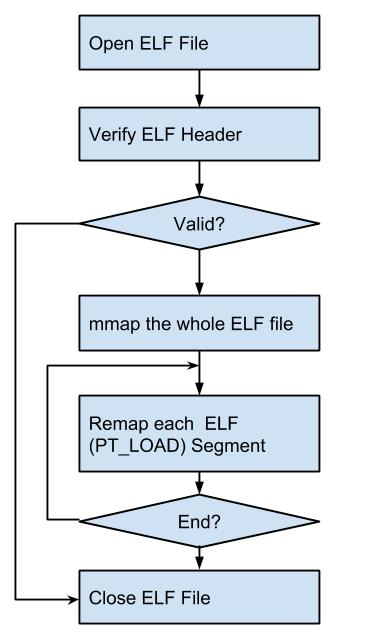 Open ELF File
Verify ELF Header
Valid?
mmap the whole ELF file
Remap each ELF
(PT_LOAD) Segment
End?
Close ELF File